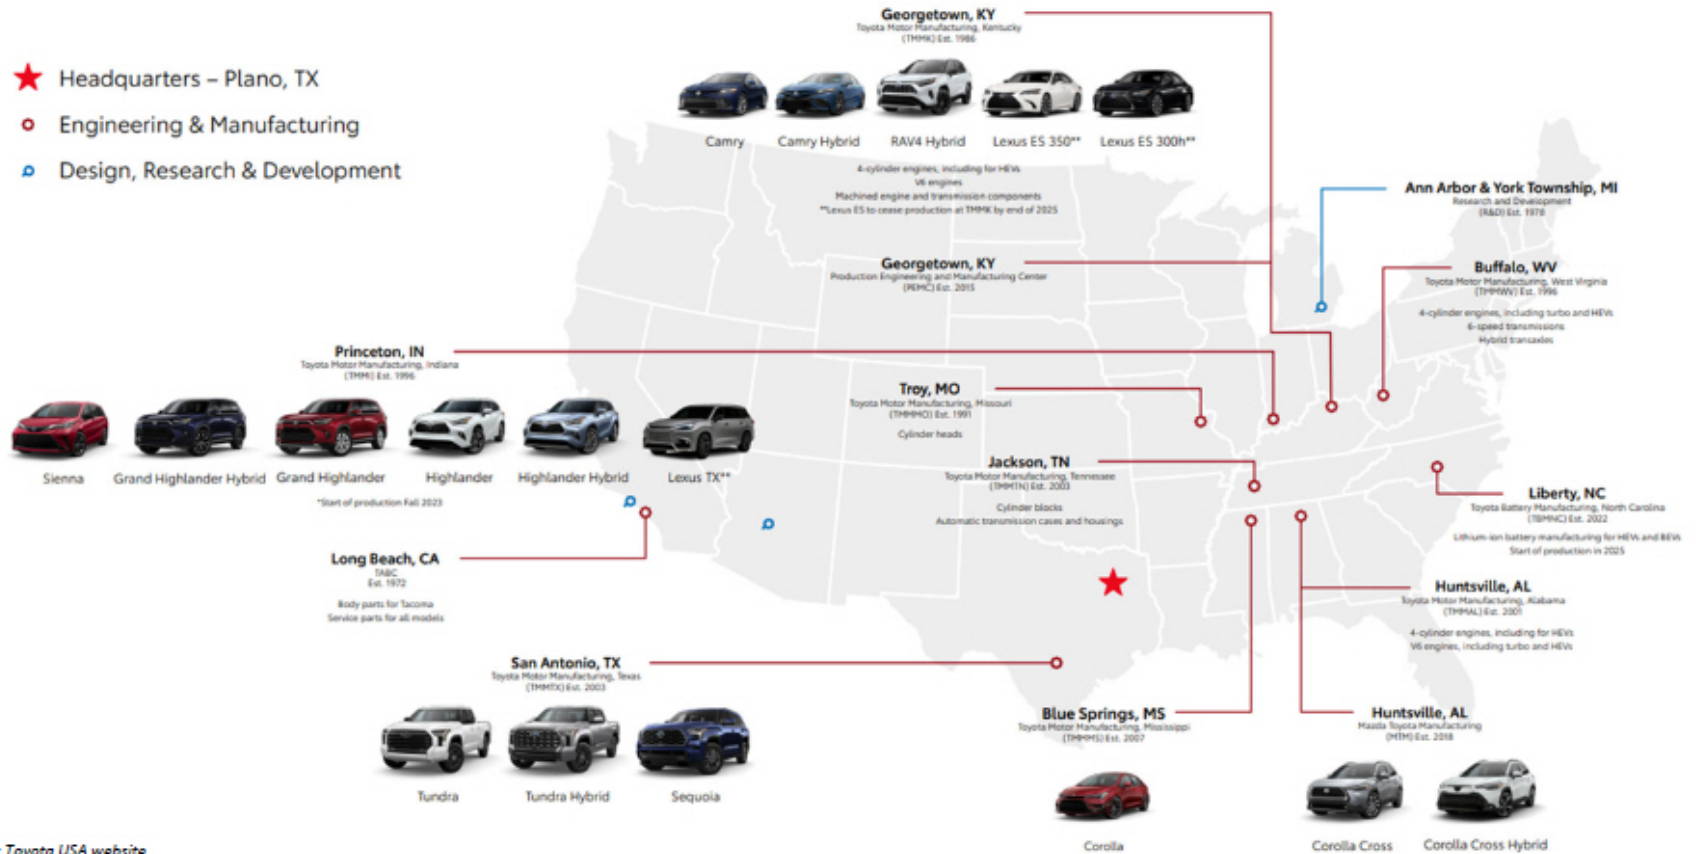 Headquarters – Plano, TX
Engineering & Manufacturing
Design, Research & Development
Georgetown, KY
Toyota Motor Manufacturing, Kentucky
(TMMK) Est. 1986
Camry
Camry Hybrid
RAV4 Hybrid
Lexus ES 350**
Lexus ES 300h**
4-cylinder engines, including for HEVs
V6 engines
Machined engine and transmission components
**Lexus ES to cease production at TMMK by end of 2025
Ann Arbor & York Township, MI
Research and Development
(R&D) Est. 1978
Georgetown, KY
Production Engineering and Manufacturing Center
(PEMC) Est. 2015
Buffalo, WV
Toyota Motor Manufacturing, West Virginia
(TMMWV) Est. 1996
4-cylinder engines, including turbo and HEVs
6-speed transmissions
Hybrid transaxles
Princeton, IN
Toyota Motor Manufacturing, Indiana
(TMMI) Est. 1996
Sienna
Grand Highlander Hybrid
Grand Highlander
Highlander
Highlander Hybrid
Lexus TX**
*Start of production Fall 2023
Troy, MO
Toyota Motor Manufacturing, Missouri
(TMMMO) Est. 1991
Cylinder heads
Jackson, TN
Toyota Motor Manufacturing, Tennessee
(TMMTN) Est. 2003
Cylinder blocks
Automatic transmission cases and housings
Liberty, NC
Toyota Battery Manufacturing, North Carolina
(TBMNC) Est. 2022
Lithium-ion battery manufacturing for HEVs and BEVs
Start of production in 2025
Long Beach, CA
TABC
Est. 1972
Body parts for Tacoma
Service parts for all models
Huntsville, AL
Toyota Motor Manufacturing, Alabama
(TMMAL) Est. 2001
4-cylinder engines, including for HEVs
V6 engines, including turbo and HEVs
San Antonio, TX
Toyota Motor Manufacturing, Texas
(TMMTX) Est. 2003
Tundra
Tundra Hybrid
Sequoia
Blue Springs, MS
Toyota Motor Manufacturing, Mississippi
(TMMMS) Est. 2007
Corolla
Huntsville, AL
Mazda Toyota Manufacturing
(MTM) Est. 2018
Corolla Cross
Corolla Cross Hybrid
Toyota USA website